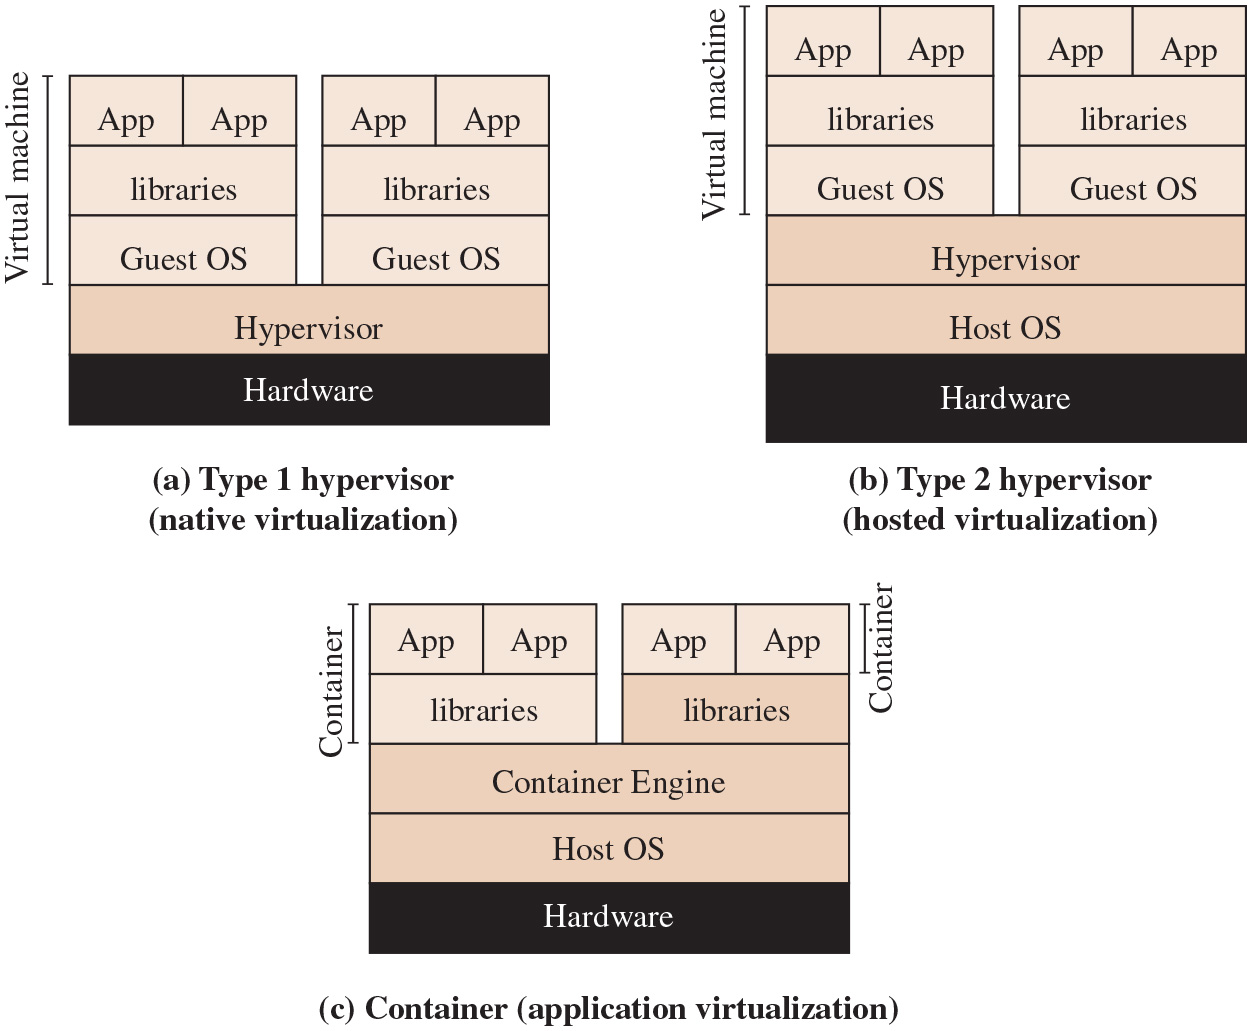 Virtual machine
App App App App
libraries libraries
Guest OS Guest OS
Hypervisor
Hardware
(a) Type 1 hypervisor
(native virtualization)
Virtual machine
App App App App
libraries libraries
Guest OS Guest OS
Hypervisor
Host OS
Hardware
(b) Type 2 hypervisor
(hosted virtualization)
Container
App App App App
Container
libraries libraries
Container Engine
Host OS
Hardware
(c) Container (application virtualization)